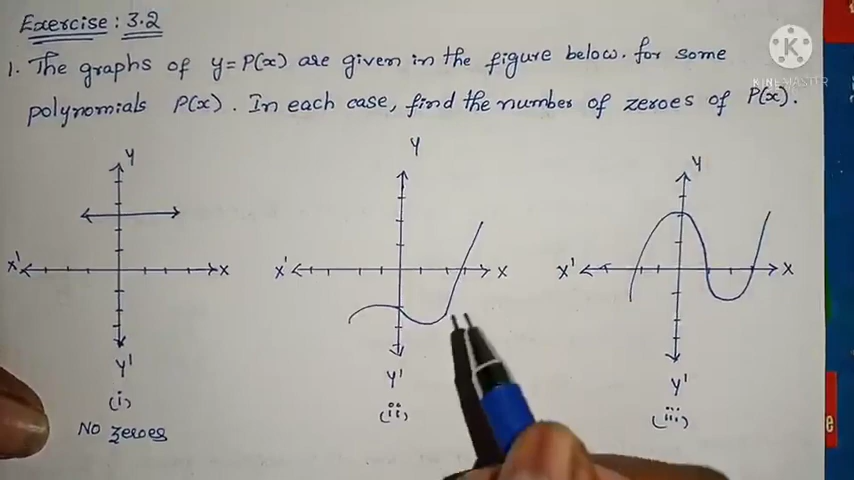 Exercise : 3.2
1. The graphs of y=P(x) are given in the figure below. for some
polynomials P(x). In each case, find the number of zeroes of P(x).
K
KINEMASTER
Y
X'
X
Y'
(i)
No zeroes
Y
X'
X
Y'
(ii)
Y
X'
X
Y'
(iii)
e